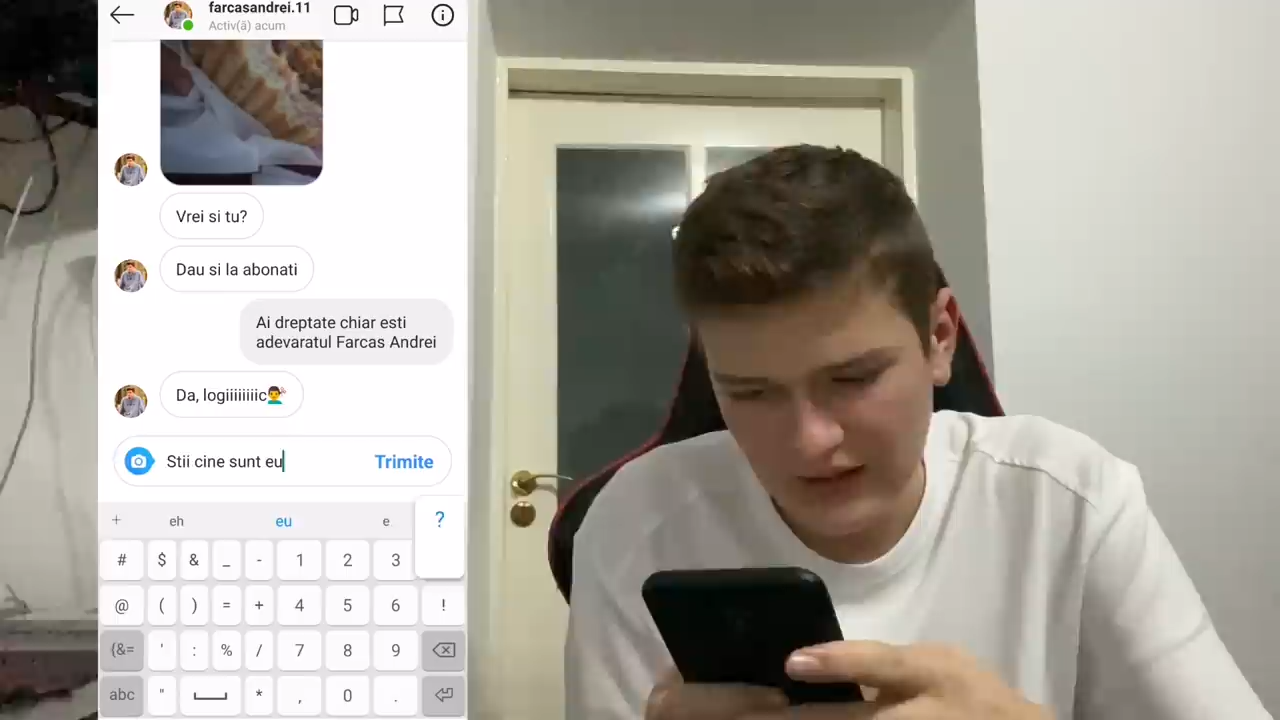 farcasandrei.11
Activ(ă) acum
Vrei si tu?
Dau si la abonati
Ai dreptate chiar esti
adevaratul Farcas Andrei
Da, logiiiiiiiic
Stii cine sunt eu
Trimite
+ eh eu e ?
# $ & _ - 1 2 3
@ ( ) = + 4 5 6 !
{&= ' : % / 7 8 9
abc " * , 0 .